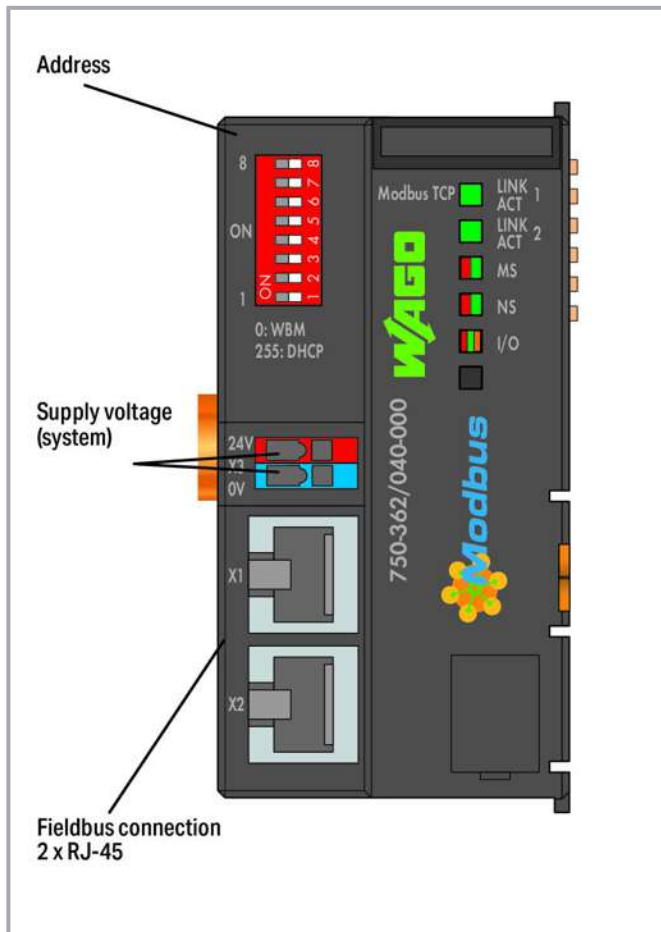 Address
8
ON
1
8
7
6
5
4
3
2
1
ON
0: WBM
255: DHCP
Supply voltage
(system)
24V
X3
0V
X1
X2
Fieldbus connection
2 x RJ-45
Modbus TCP
LINK
ACT 1
LINK
ACT 2
MS
NS
I/O
WAGO
750-362/040-000
Modbus